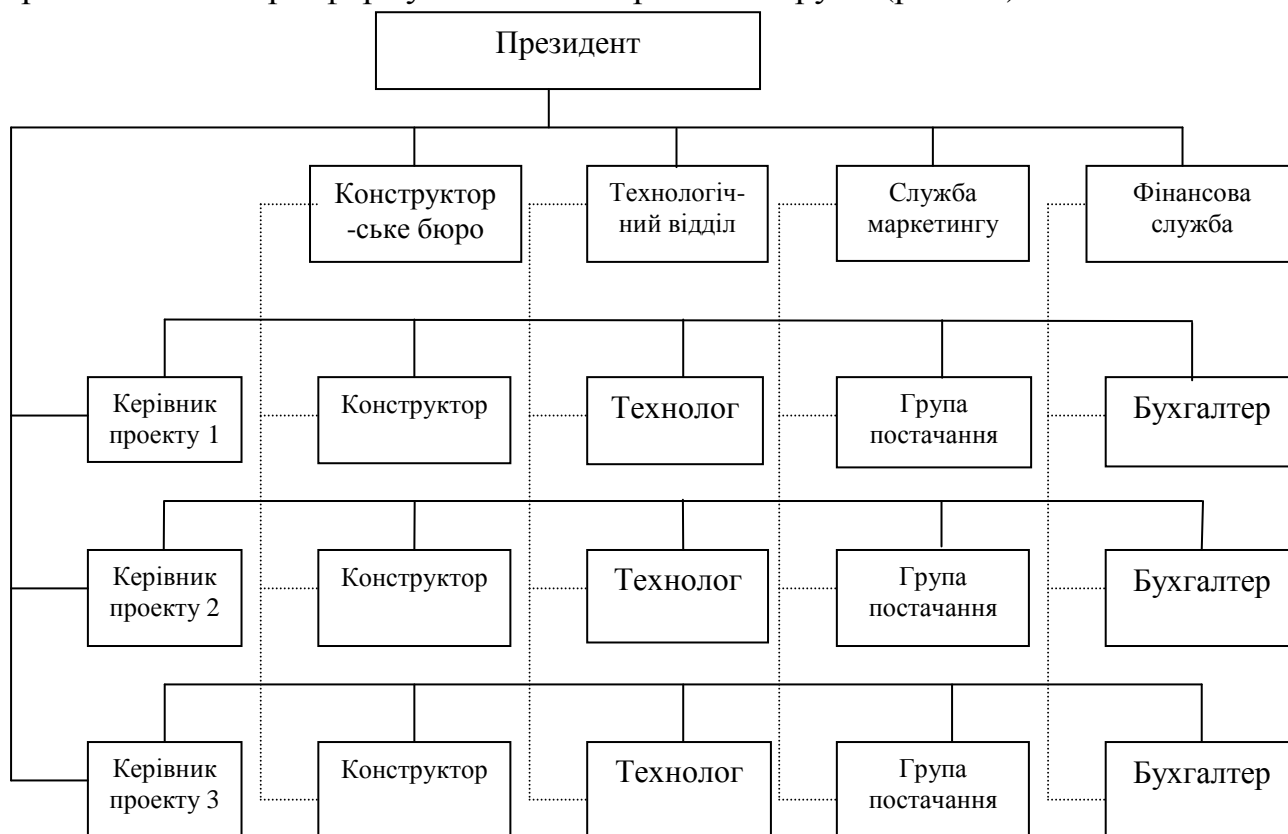 Президент
Конструктор
-ське бюро
Технологіч-
ний відділ
Служба
маркетингу
Фінансова
служба
Керівник
проекту 1
Конструктор
Технолог
Група
постачання
Бухгалтер
Керівник
проекту 2
Конструктор
Технолог
Група
постачання
Бухгалтер
Керівник
проекту 3
Конструктор
Технолог
Група
постачання
Бухгалтер